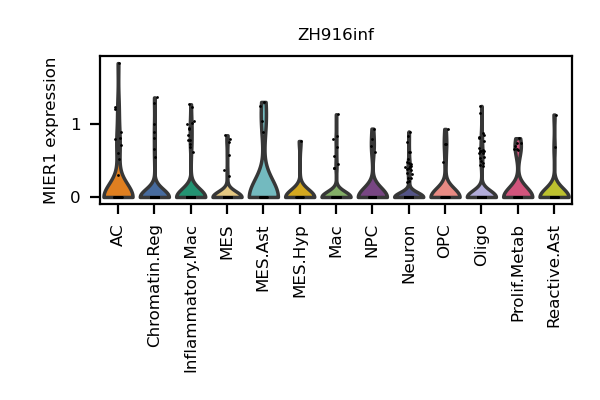 ZH916inf
MIER1 expression
1
0
AC
Chromatin.Reg
Inflammatory.Mac
MES
MES.Ast
MES.Hyp
Mac
NPC
Neuron
OPC
Oligo
Prolif.Metab
Reactive.Ast